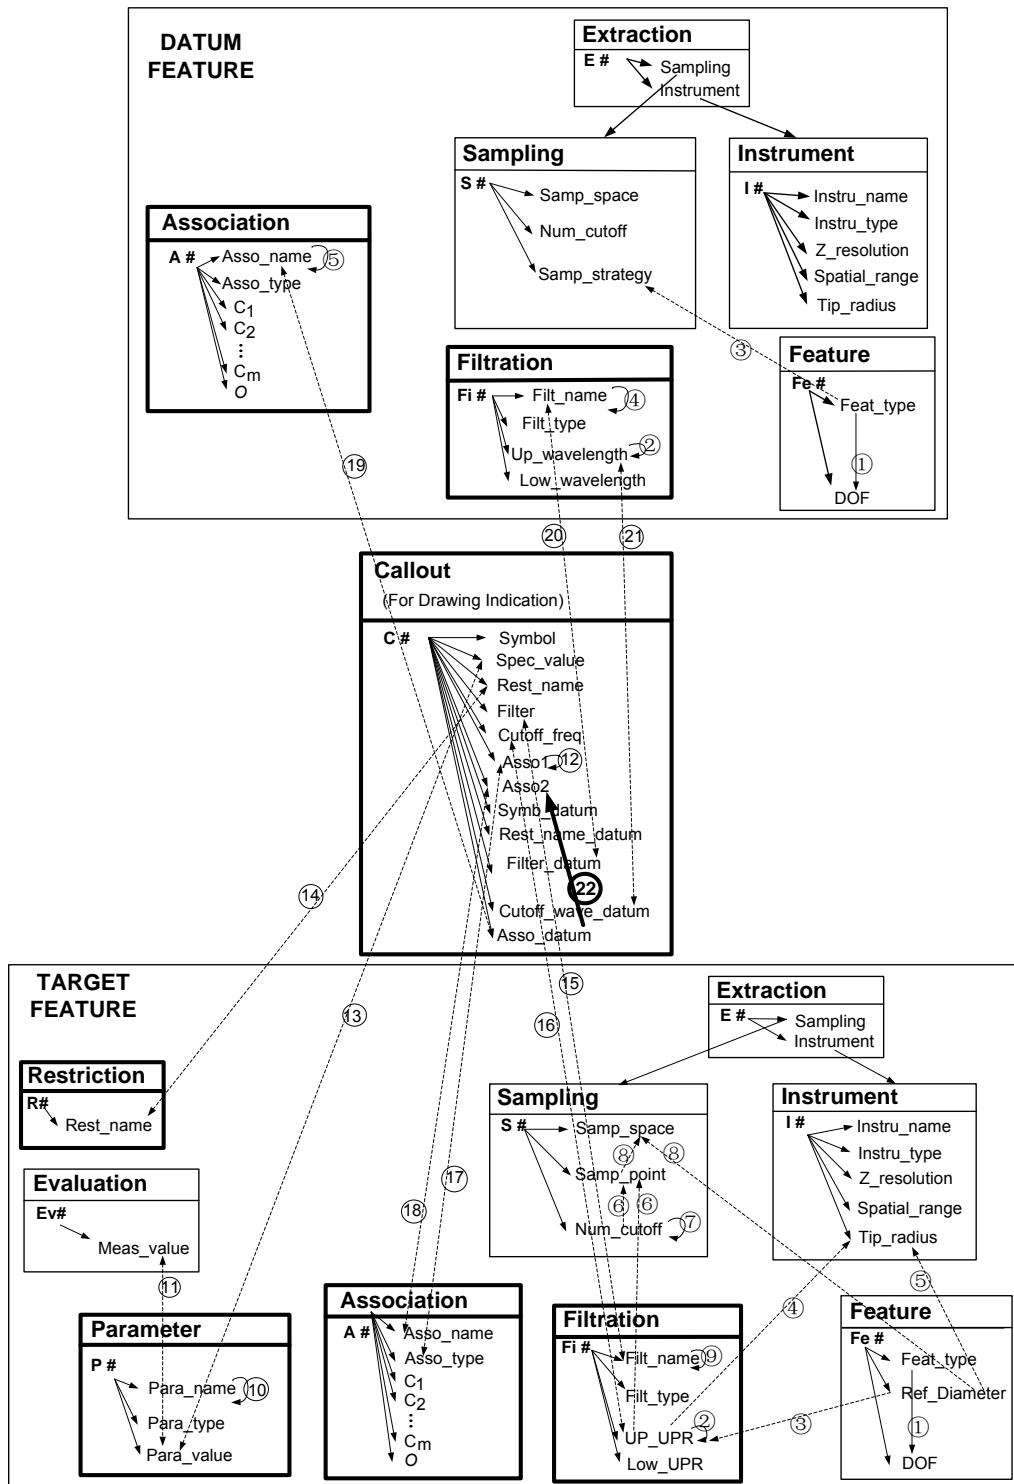 DATUM
FEATURE
Extraction
E #
Sampling
Instrument
Sampling
S #
Samp_space
Num_cutoff
Samp_strategy
Instrument
I #
Instru_name
Instru_type
Z_resolution
Spatial_range
Tip_radius
Association
A #
Asso_name
⑤
Asso_type
C1
C2
...
Cm
O
③
Filtration
Fi #
Filt_name
④
Filt_type
Up_wavelength
②
Low_wavelength
Feature
Fe #
Feat_type
①
DOF
⑲
⑳
㉑
Callout
(For Drawing Indication)
C #
Symbol
Spec_value
Rest_name
Filter
Cutoff_freq
Asso1
⑫
Asso2
Symb_datum
Rest_name_datum
Filter_datum
㉒
Cutoff_wave_datum
Asso_datum
⑭
⑬
⑮
⑯
⑰
⑱
TARGET
FEATURE
Extraction
E #
Sampling
Instrument
Restriction
R#
Rest_name
Sampling
S #
Samp_space
⑧
⑧
Samp_point
⑥
⑥
Num_cutoff
⑦
Instrument
I #
Instru_name
Instru_type
Z_resolution
Spatial_range
Tip_radius
Evaluation
Ev#
Meas_value
⑪
④
⑤
Parameter
P #
Para_name
⑩
Para_type
Para_value
Association
A #
Asso_name
Asso_type
C1
C2
...
Cm
O
Filtration
Fi #
Filt_name
⑨
Filt_type
UP_UPR
②
Low_UPR
③
Feature
Fe #
Feat_type
Ref_Diameter
①
DOF